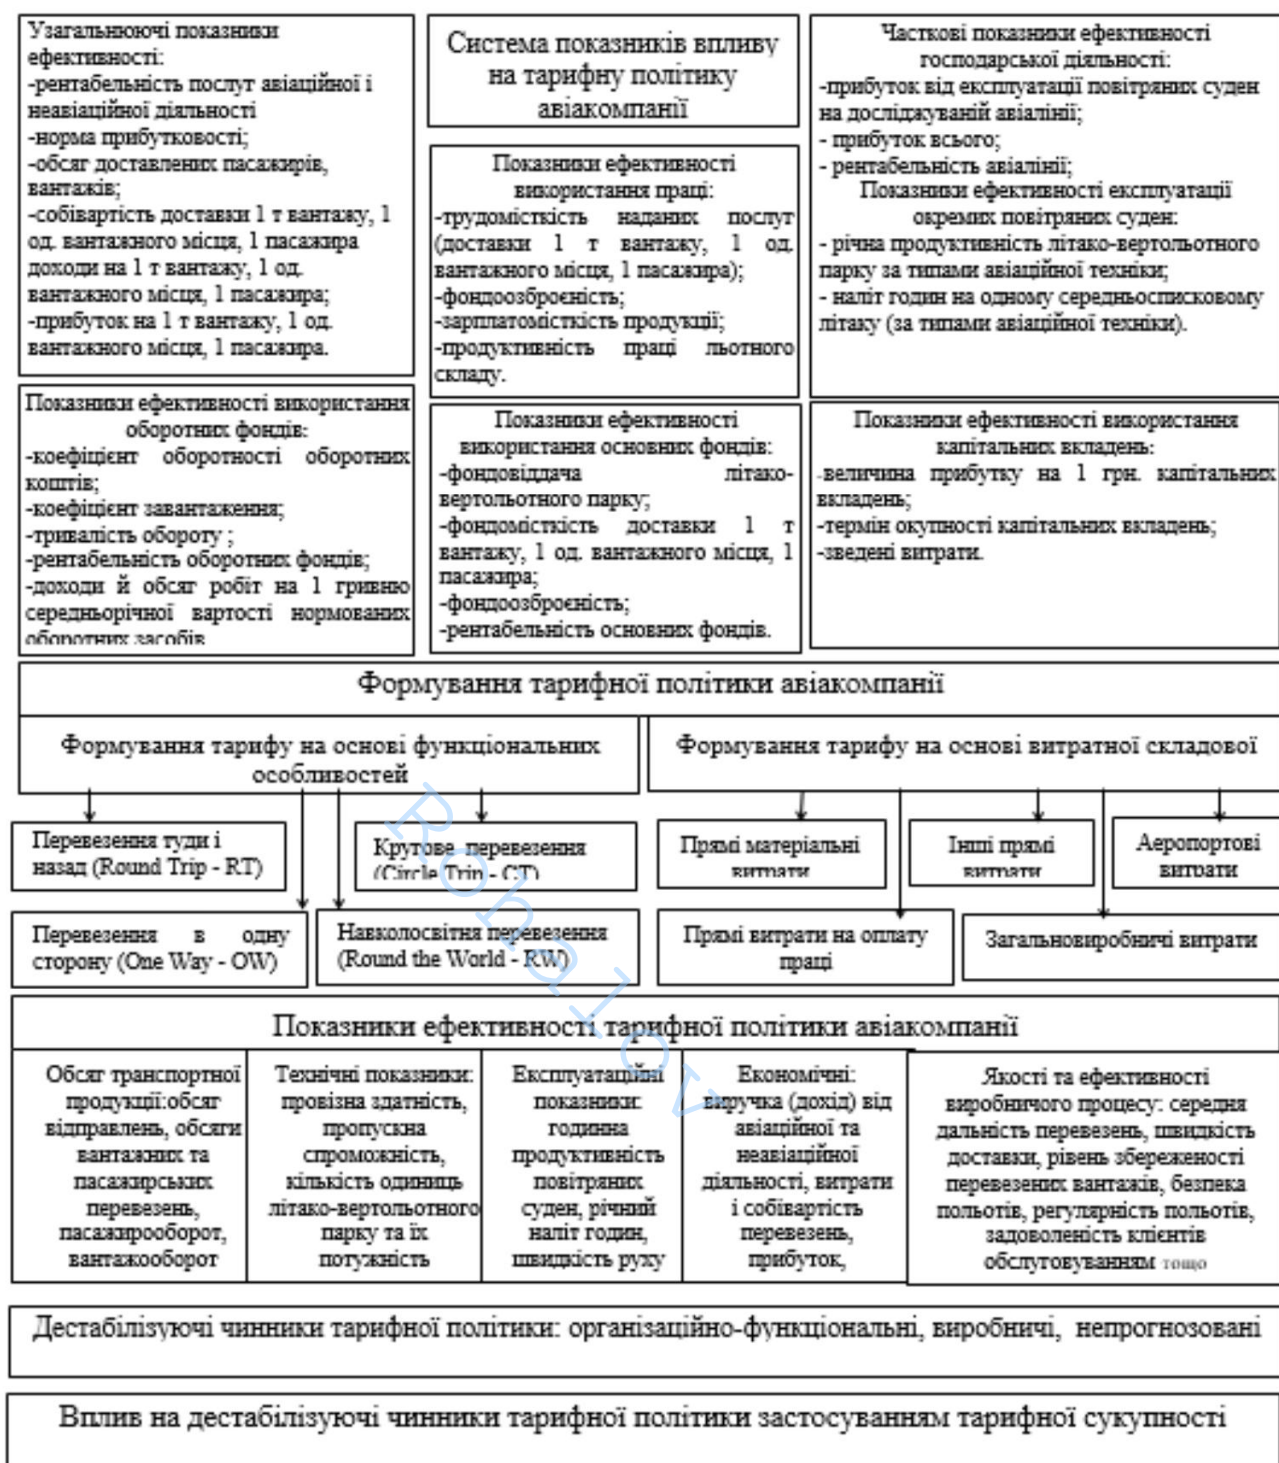 Узагальнюючі показники
ефективності:
-рентабельність послуг авіаційної і
неавіаційної діяльності
-норма прибутковості;
-обсяг доставлених пасажирів,
вантажів;
-собівартість доставки 1 т вантажу, 1
од. вантажного місця, 1 пасажира
доходи на 1 т вантажу, 1 од.
вантажного місця, 1 пасажира;
-прибуток на 1 т вантажу, 1 од.
вантажного місця, 1 пасажира.
Система показників впливу
на тарифну політику
авіакомпанії
Показники ефективності
використання праці:
-трудомісткість наданих послуг
(доставки 1 т вантажу, 1 од.
вантажного місця, 1 пасажира);
-фондоозброєність;
-зарплатомісткість продукції;
-продуктивність праці льотного
складу.
Часткові показники ефективності
господарської діяльності:
-прибуток від експлуатації повітряних суден
на досліджуваній авіалінії;
- прибуток всього;
- рентабельність авіалінії;
Показники ефективності експлуатації
окремих повітряних суден:
- річна продуктивність літако-вертольотного
парку за типами авіаційної техніки;
- наліт годин на одному середньосписковому
літаку (за типами авіаційної техніки).
Показники ефективності використання
оборотних фондів:
-коефіцієнт оборотності оборотних
коштів;
-коефіцієнт завантаження;
-тривалість обороту ;
-рентабельність оборотних фондів;
-доходи й обсяг робіт на 1 гривню
середньорічної вартості нормованих
оборотних засобів
Показники ефективності
використання основних фондів:
-фондовіддача літако-
вертольотного парку;
-фондомісткість доставки 1 т
вантажу, 1 од. вантажного місця, 1
пасажира;
-фондоозброєність;
-рентабельність основних фондів.
Показники ефективності використання
капітальних вкладень:
-величина прибутку на 1 грн. капітальних
вкладень;
-термін окупності капітальних вкладень;
-зведені витрати.
Формування тарифної політики авіакомпанії
Формування тарифу на основі функціональних
особливостей
Формування тарифу на основі витратної складової
Перевезення туди і
назад (Round Trip - RT)
Кругове перевезення
(Circle Trip - CT)
Прямі матеріальні
витрати
Інші прямі
витрати
Аеропортові
витрати
Перевезення в одну
сторону (One Way - OW)
Навколосвітня перевезення
(Round the World - RW)
Прямі витрати на оплату
праці
Загальновиробничі витрати
Показники ефективності тарифної політики авіакомпанії
Обсяг транспортної
продукції:обсяг
відправлень, обсяги
вантажних та
пасажирських
перевезень,
пасажирооборот,
вантажооборот
Технічні показники:
провізна здатність,
пропускна
спроможність,
кількість одиниць
літако-вертольотного
парку та їх
потужність
Експлуатаційні
показники:
годинна
продуктивність
повітряних
суден, річний
наліт годин,
швидкість руху
Економічні:
виручка (дохід) від
авіаційної та
неавіаційної
діяльності, витрати
і собівартість
перевезень,
прибуток,
Якості та ефективності
виробничого процесу: середня
дальність перевезень, швидкість
доставки, рівень збереженості
перевезених вантажів, безпека
польотів, регулярність польотів,
задоволеність клієнтів
обслуговуванням тощо
Дестабілізуючі чинники тарифної політики: організаційно-функціональні, виробничі, непрогнозовані
Вплив на дестабілізуючі чинники тарифної політики застосуванням тарифної сукупності
Rohalov